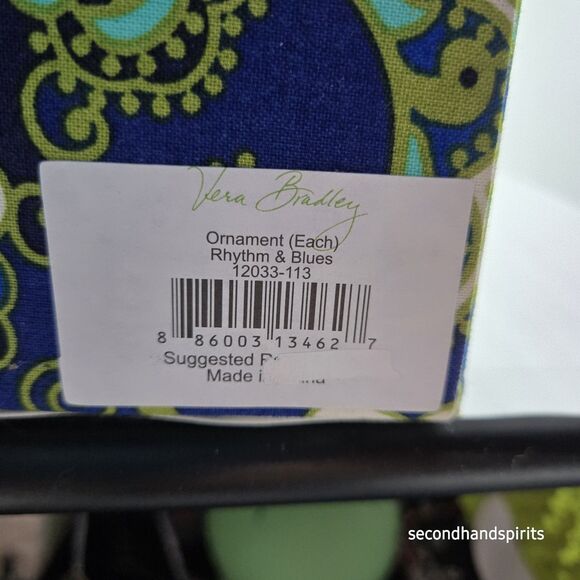 Vera Bradley
Ornament (Each)
Rhythm & Blues
12033-113
8 86003 13462 7
Suggested
Made
secondhandspirits